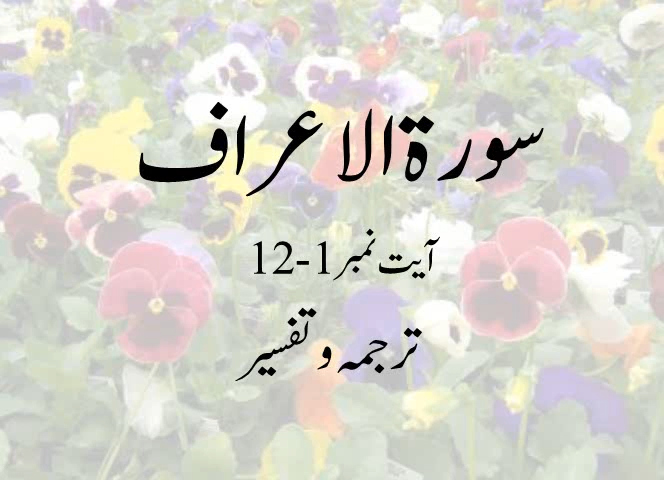 سورۃ الاعراف
آیت نمبر 1-12
ترجمہ و تفسیر